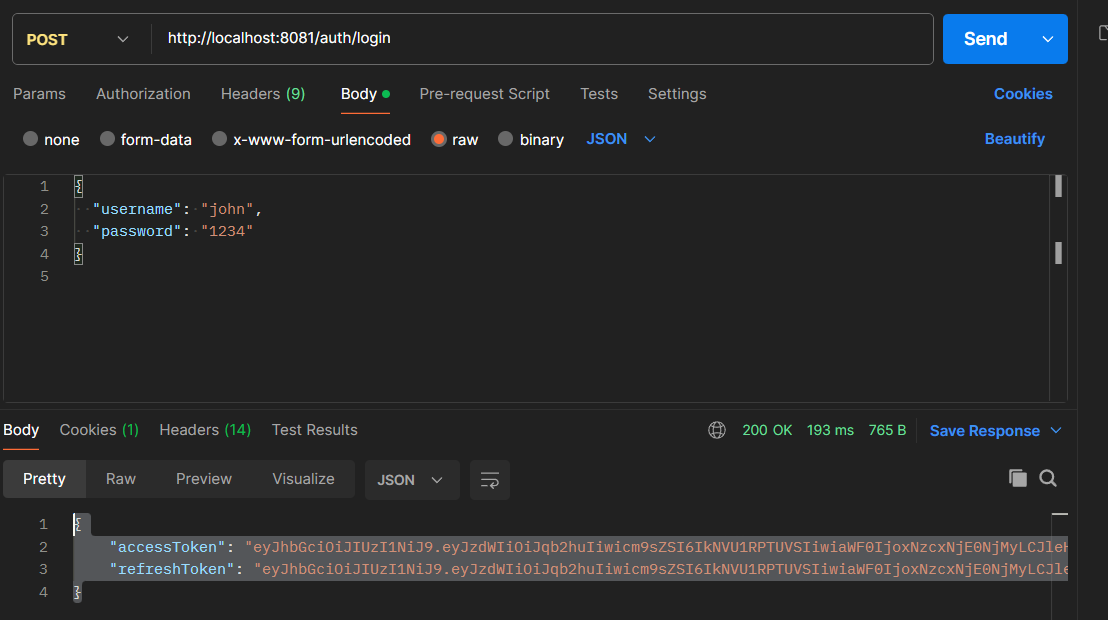 POST http://localhost:8081/auth/login Send
Params Authorization Headers (9) Body Pre-request Script Tests Settings Cookies
none form-data x-www-form-urlencoded raw binary JSON Beautify
1 {
2 "username": "john",
3 "password": "1234"
4 }
5
Body Cookies (1) Headers (14) Test Results 200 OK 193 ms 765 B Save Response
Pretty Raw Preview Visualize JSON
1 {
2 "accessToken": "eyJhbGciOiJIUzI1NiJ9.eyJzdWIiOiJqb2huIiwicm9sZSI6IkNVU1RPTUVSIiwiaWF0IjoxNzcxNjE0NjMyLCJleH
3 "refreshToken": "eyJhbGciOiJIUzI1NiJ9.eyJzdWIiOiJqb2huIiwicm9sZSI6IkNVU1RPTUVSIiwiaWF0IjoxNzcxNjE0NjMyLCJle
4 }